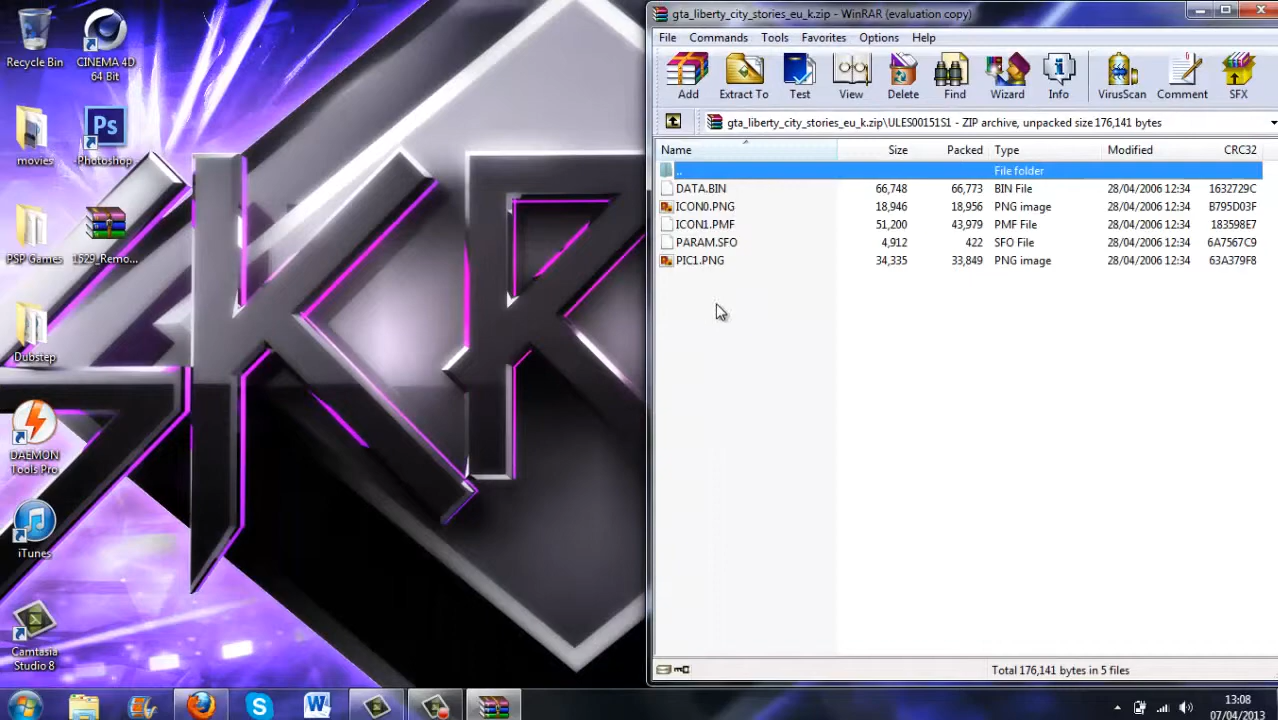 Recycle Bin
CINEMA 4D
64 Bit
movies
Photoshop
PSP Games
1529_Remo...
Dubstep
DAEMON
Tools Pro
iTunes
Camtasia
Studio 8
gta_liberty_city_stories_eu_k.zip - WinRAR (evaluation copy)
File Commands Tools Favorites Options Help
Add Extract To Test View Delete Find Wizard Info VirusScan Comment SFX
gta_liberty_city_stories_eu_k.zip\ULES00151S1 - ZIP archive, unpacked size 176,141 bytes
Name Size Packed Type Modified CRC32
.. File folder
DATA.BIN 66,748 66,773 BIN File 28/04/2006 12:34 1632729C
ICON0.PNG 18,946 18,956 PNG image 28/04/2006 12:34 B795D03F
ICON1.PMF 51,200 43,979 PMF File 28/04/2006 12:34 183598E7
PARAM.SFO 4,912 422 SFO File 28/04/2006 12:34 6A7567C9
PIC1.PNG 34,335 33,849 PNG image 28/04/2006 12:34 63A379F8
Total 176,141 bytes in 5 files
13:08
07/04/2013